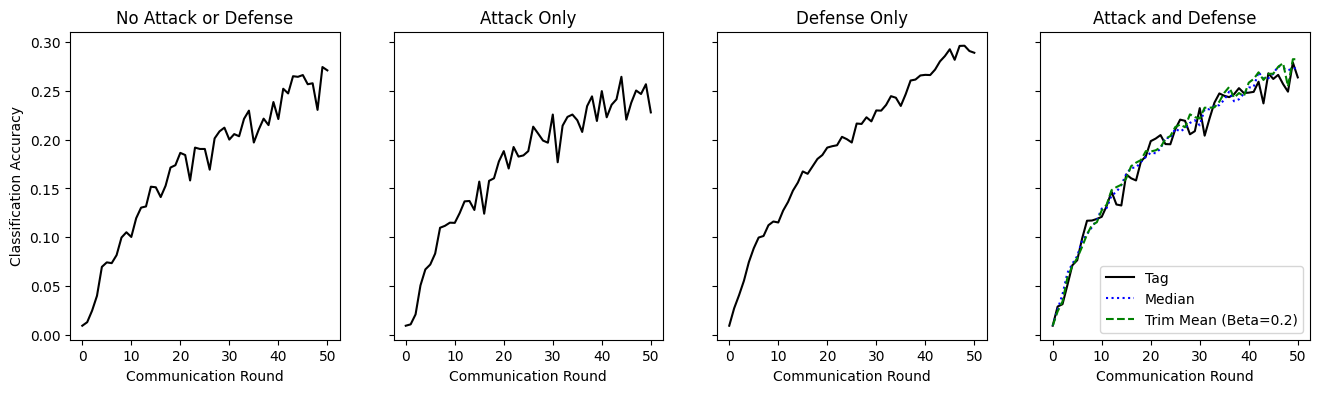 No Attack or Defense
Attack Only
Defense Only
Attack and Defense
Classification Accuracy
0.30
0.25
0.20
0.15
0.10
0.05
0.00
0 10 20 30 40 50
0 10 20 30 40 50
0 10 20 30 40 50
0 10 20 30 40 50
Communication Round
Communication Round
Communication Round
Communication Round
Tag
Median
Trim Mean (Beta=0.2)